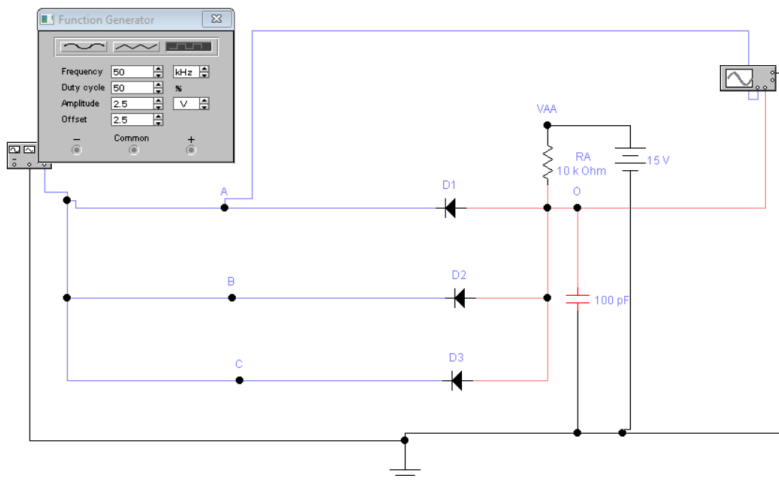 Function Generator
Frequency 50 kHz
Duty cycle 50 %
Amplitude 2.5 V
Offset 2.5
− Common +
VAA
RA
10 k Ohm
15 V
A
D1
O
B
D2
100 pF
C
D3